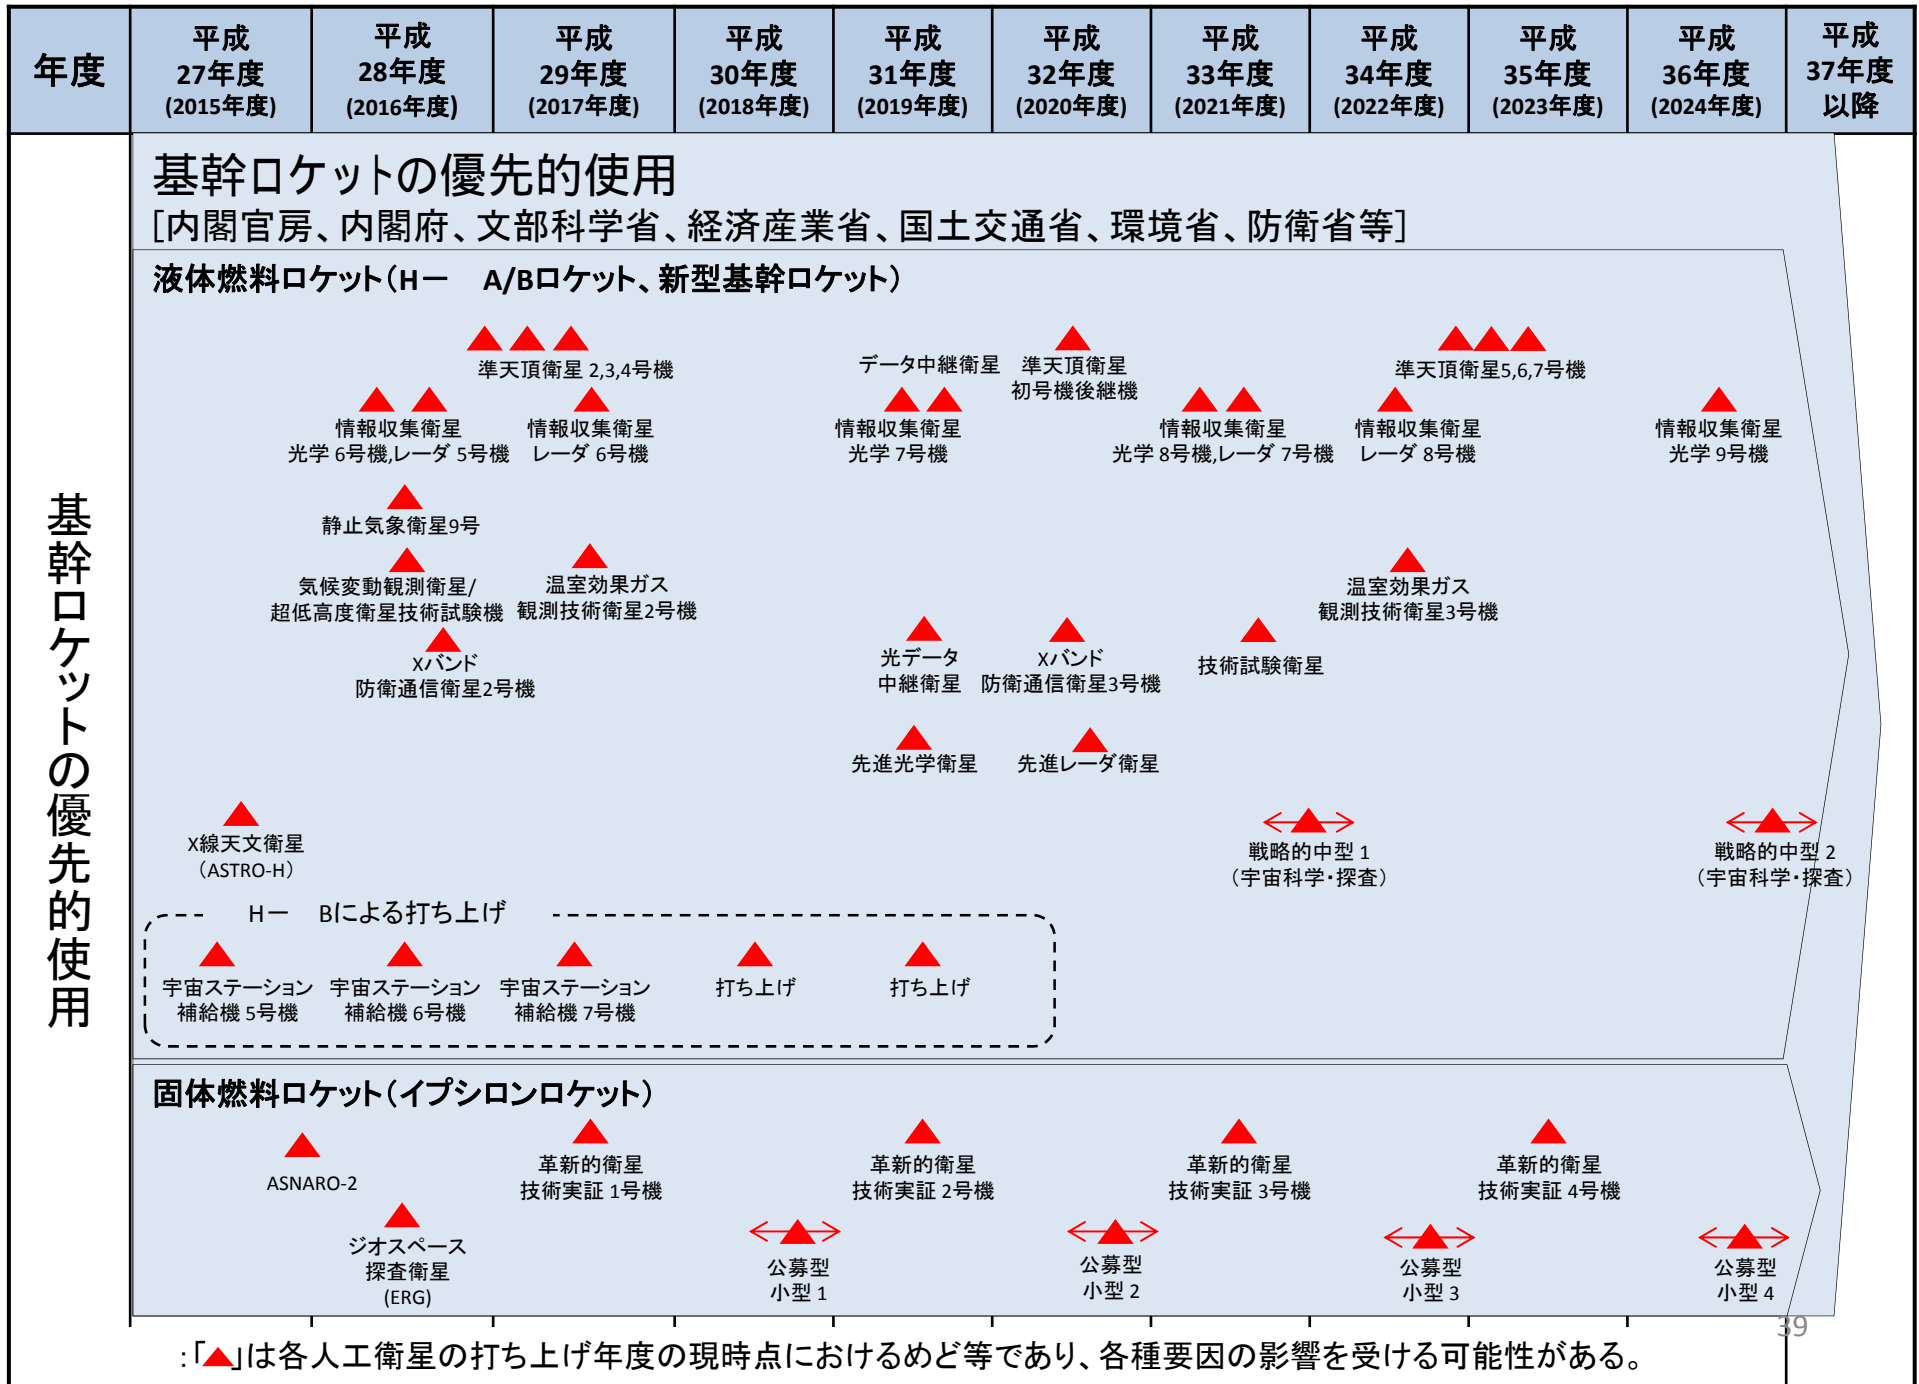 年度
平成
27年度
(2015年度)
平成
28年度
(2016年度)
平成
29年度
(2017年度)
平成
30年度
(2018年度)
平成
31年度
(2019年度)
平成
32年度
(2020年度)
平成
33年度
(2021年度)
平成
34年度
(2022年度)
平成
35年度
(2023年度)
平成
36年度
(2024年度)
平成
37年度
以降
基幹ロケットの優先的使用
基幹ロケットの優先的使用
[内閣官房、内閣府、文部科学省、経済産業省、国土交通省、環境省、防衛省等]
液体燃料ロケット(Hー　A/Bロケット、新型基幹ロケット)
準天頂衛星 2,3,4号機
データ中継衛星
準天頂衛星
初号機後継機
準天頂衛星5,6,7号機
情報収集衛星
光学 6号機,レーダ 5号機
情報収集衛星
レーダ 6号機
情報収集衛星
光学 7号機
情報収集衛星
光学 8号機,レーダ 7号機
情報収集衛星
レーダ 8号機
情報収集衛星
光学 9号機
静止気象衛星9号
気候変動観測衛星/
超低高度衛星技術試験機
温室効果ガス
観測技術衛星2号機
温室効果ガス
観測技術衛星3号機
Xバンド
防衛通信衛星2号機
光データ
中継衛星
Xバンド
防衛通信衛星3号機
技術試験衛星
先進光学衛星
先進レーダ衛星
X線天文衛星
(ASTRO-H)
戦略的中型 1
(宇宙科学・探査)
戦略的中型 2
(宇宙科学・探査)
Hー　Bによる打ち上げ
宇宙ステーション
補給機 5号機
宇宙ステーション
補給機 6号機
宇宙ステーション
補給機 7号機
打ち上げ
打ち上げ
固体燃料ロケット(イプシロンロケット)
ASNARO-2
革新的衛星
技術実証 1号機
革新的衛星
技術実証 2号機
革新的衛星
技術実証 3号機
革新的衛星
技術実証 4号機
ジオスペース
探査衛星
(ERG)
公募型
小型 1
公募型
小型 2
公募型
小型 3
公募型
小型 4
39
:「▲」は各人工衛星の打ち上げ年度の現時点におけるめど等であり、各種要因の影響を受ける可能性がある。